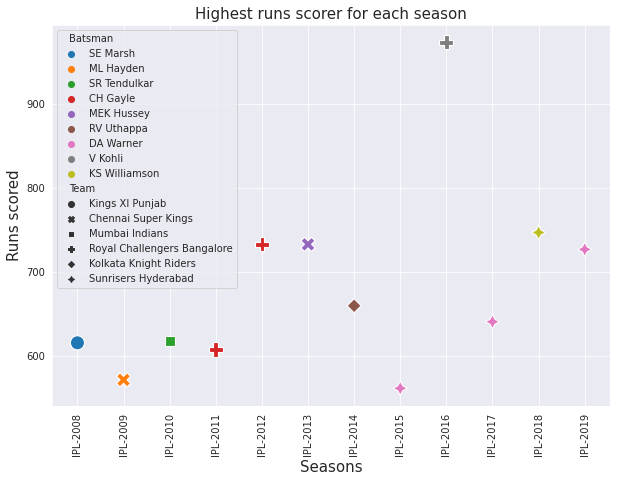 Highest runs scorer for each season
Batsman
SE Marsh
ML Hayden
SR Tendulkar
CH Gayle
MEK Hussey
RV Uthappa
DA Warner
V Kohli
KS Williamson
Team
Kings XI Punjab
Chennai Super Kings
Mumbai Indians
Royal Challengers Bangalore
Kolkata Knight Riders
Sunrisers Hyderabad
Runs scored
900
800
700
600
IPL-2008
IPL-2009
IPL-2010
IPL-2011
IPL-2012
IPL-2013
IPL-2014
IPL-2015
IPL-2016
IPL-2017
IPL-2018
IPL-2019
Seasons